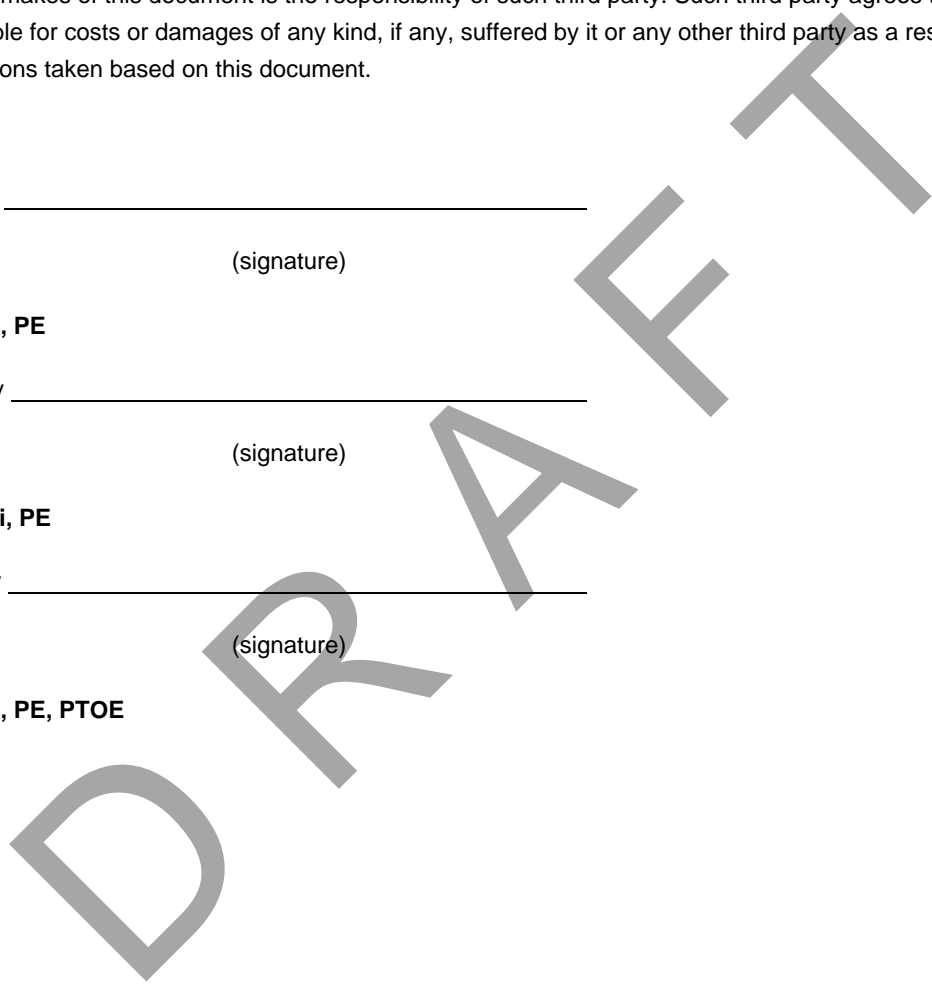 makes of this document is the responsibility of such third party. Such third party agrees
ble for costs or damages of any kind, if any, suffered by it or any other third party as a res
ons taken based on this document.
(signature)
, PE
(signature)
i, PE
(signature)
, PE, PTOE
DRAFT